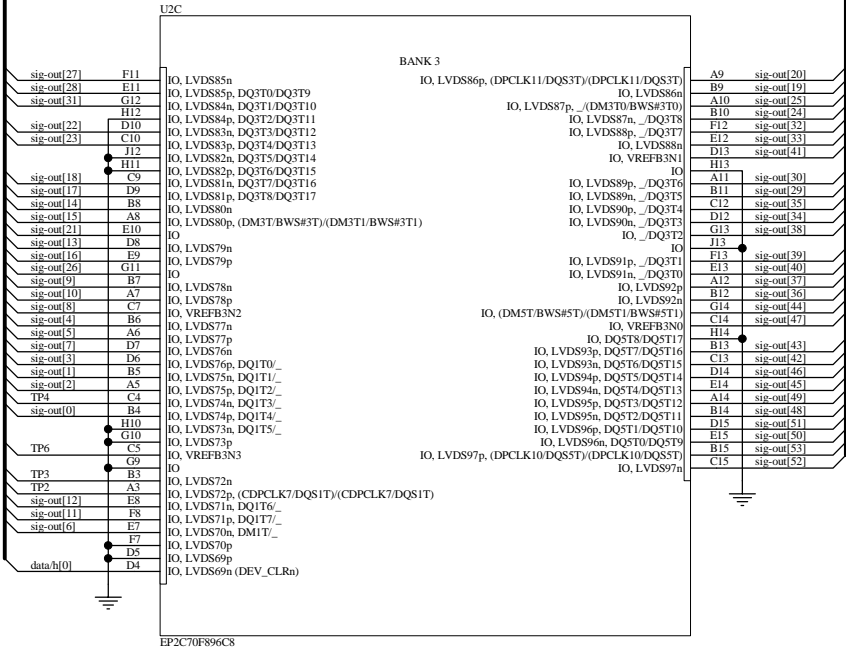 U2C
BANK 3
sig-out[27] F11 IO, LVDS85n
sig-out[28] E11 IO, LVDS85p, DQ3T0/DQ3T9
sig-out[31] G12 IO, LVDS84n, DQ3T1/DQ3T10
H12 IO, LVDS84p, DQ3T2/DQ3T11
sig-out[22] D10 IO, LVDS83n, DQ3T3/DQ3T12
sig-out[23] C10 IO, LVDS83p, DQ3T4/DQ3T13
J12 IO, LVDS82n, DQ3T5/DQ3T14
H11 IO, LVDS82p, DQ3T6/DQ3T15
sig-out[18] C9 IO, LVDS81n, DQ3T7/DQ3T16
sig-out[17] D9 IO, LVDS81p, DQ3T8/DQ3T17
sig-out[14] B8 IO, LVDS80n
sig-out[15] A8 IO, LVDS80p, (DM3T/BWS#3T)/(DM3T1/BWS#3T1)
sig-out[21] E10 IO
sig-out[13] D8 IO, LVDS79n
sig-out[16] E9 IO, LVDS79p
sig-out[26] G11 IO
sig-out[9] B7 IO, LVDS78n
sig-out[10] A7 IO, LVDS78p
sig-out[8] C7 IO, VREFB3N2
sig-out[4] B6 IO, LVDS77n
sig-out[5] A6 IO, LVDS77p
sig-out[7] D7 IO, LVDS76n
sig-out[3] D6 IO, LVDS76p, DQ1T0/_
sig-out[1] B5 IO, LVDS75n, DQ1T1/_
sig-out[2] A5 IO, LVDS75p, DQ1T2/_
TP4 C4 IO, LVDS74n, DQ1T3/_
sig-out[0] B4 IO, LVDS74p, DQ1T4/_
H10 IO, LVDS73n, DQ1T5/_
G10 IO, LVDS73p
TP6 C5 IO, VREFB3N3
G9 IO
TP3 B3 IO, LVDS72n
TP2 A3 IO, LVDS72p, (CDPCLK7/DQS1T)/(CDPCLK7/DQS1T)
sig-out[12] E8 IO, LVDS71n, DQ1T6/_
sig-out[11] F8 IO, LVDS71p, DQ1T7/_
sig-out[6] E7 IO, LVDS70n, DM1T/_
F7 IO, LVDS70p
D5 IO, LVDS69p
data/h[0] D4 IO, LVDS69n (DEV_CLRn)
IO, LVDS86p, (DPCLK11/DQS3T)/(DPCLK11/DQS3T) A9 sig-out[20]
IO, LVDS86n B9 sig-out[19]
IO, LVDS87p, _/(DM3T0/BWS#3T0) A10 sig-out[25]
IO, LVDS87n, _/DQ3T8 B10 sig-out[24]
IO, LVDS88p, _/DQ3T7 F12 sig-out[32]
IO, LVDS88n E12 sig-out[33]
IO, VREFB3N1 D13 sig-out[41]
IO H13
IO, LVDS89p, _/DQ3T6 A11 sig-out[30]
IO, LVDS89n, _/DQ3T5 B11 sig-out[29]
IO, LVDS90p, _/DQ3T4 C12 sig-out[35]
IO, LVDS90n, _/DQ3T3 D12 sig-out[34]
IO, _/DQ3T2 G13 sig-out[38]
IO J13
IO, LVDS91p, _/DQ3T1 F13 sig-out[39]
IO, LVDS91n, _/DQ3T0 E13 sig-out[40]
IO, LVDS92p A12 sig-out[37]
IO, LVDS92n B12 sig-out[36]
IO, (DM5T/BWS#5T)/(DM5T1/BWS#5T1) G14 sig-out[44]
IO, VREFB3N0 C14 sig-out[47]
IO, DQ5T8/DQ5T17 H14
IO, LVDS93p, DQ5T7/DQ5T16 B13 sig-out[43]
IO, LVDS93n, DQ5T6/DQ5T15 C13 sig-out[42]
IO, LVDS94p, DQ5T5/DQ5T14 D14 sig-out[46]
IO, LVDS94n, DQ5T4/DQ5T13 E14 sig-out[45]
IO, LVDS95p, DQ5T3/DQ5T12 A14 sig-out[49]
IO, LVDS95n, DQ5T2/DQ5T11 B14 sig-out[48]
IO, LVDS96p, DQ5T1/DQ5T10 D15 sig-out[51]
IO, LVDS96n, DQ5T0/DQ5T9 E15 sig-out[50]
IO, LVDS97p, (DPCLK10/DQS5T)/(DPCLK10/DQS5T) B15 sig-out[53]
IO, LVDS97n C15 sig-out[52]
EP2C70F896C8